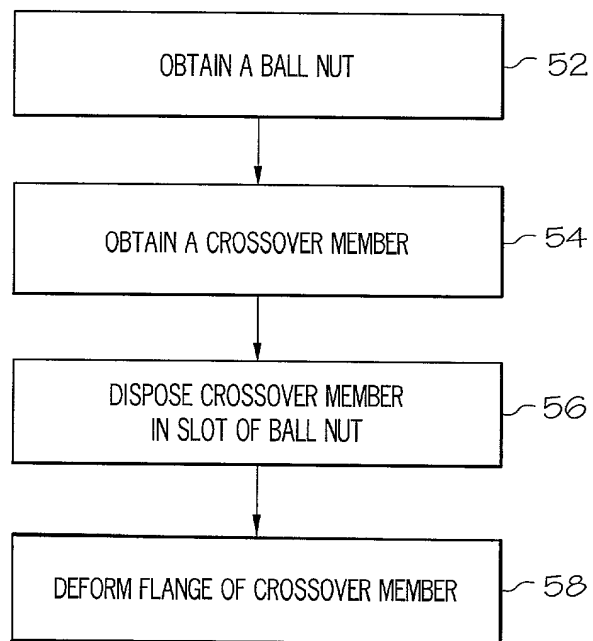 OBTAIN A BALL NUT
52
OBTAIN A CROSSOVER MEMBER
54
DISPOSE CROSSOVER MEMBER
IN SLOT OF BALL NUT
56
DEFORM FLANGE OF CROSSOVER MEMBER
58